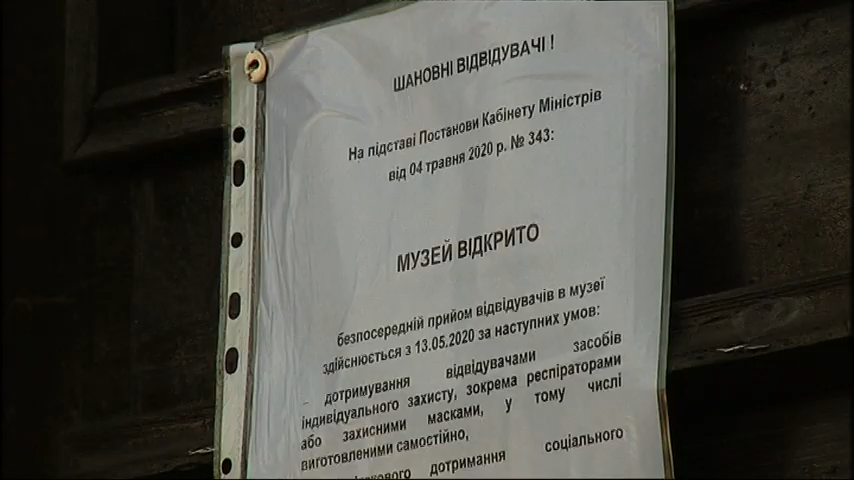 ШАНОВНІ ВІДВІДУВАЧІ !
На підставі Постанови Кабінету Міністрів
від 04 травня 2020 р. № 343:
МУЗЕЙ ВІДКРИТО
безпосередній прийом відвідувачів в музеї
здійснюється з 13.05.2020 за наступних умов:
дотримування відвідувачами засобів
індивідуального захисту, зокрема респіраторами
або захисними масками, у тому числі
виготовленими самостійно,
дотримання соціального